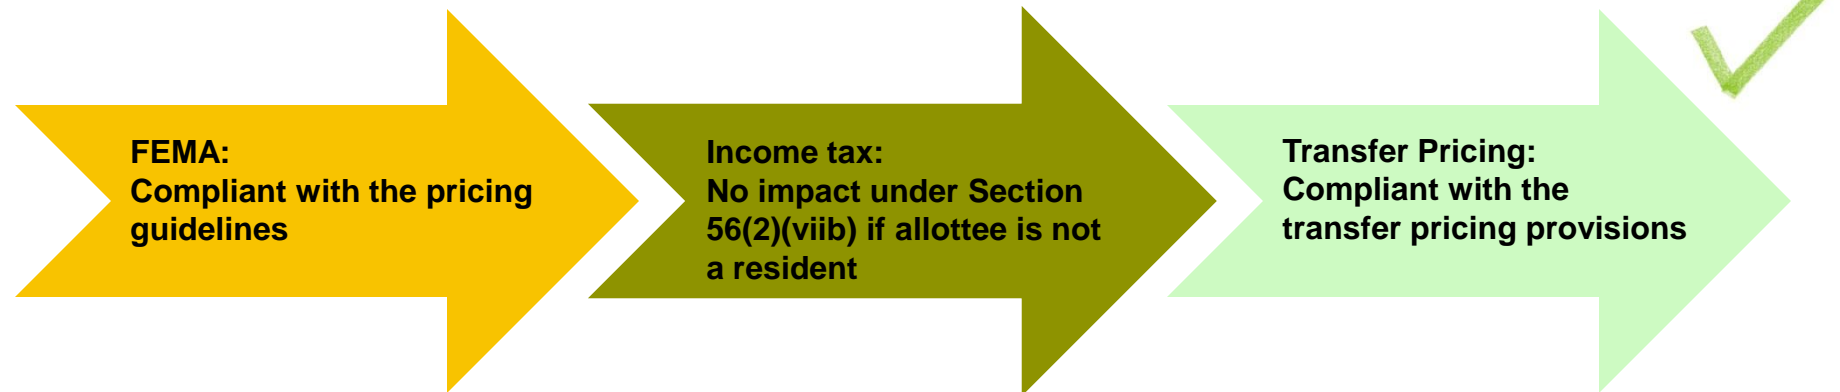 FEMA:
Compliant with the pricing
guidelines
Income tax:
No impact under Section
56(2)(viib) if allottee is not
a resident
Transfer Pricing:
Compliant with the
transfer pricing provisions